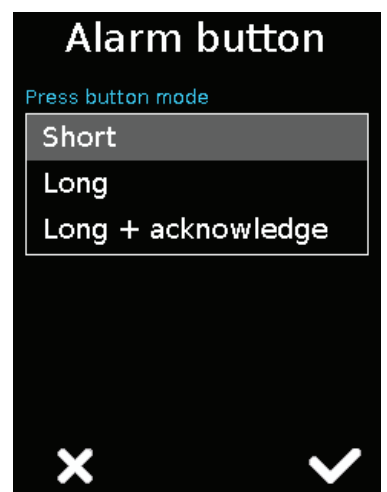 Alarm button
Press button mode
Short
Long
Long + acknowledge